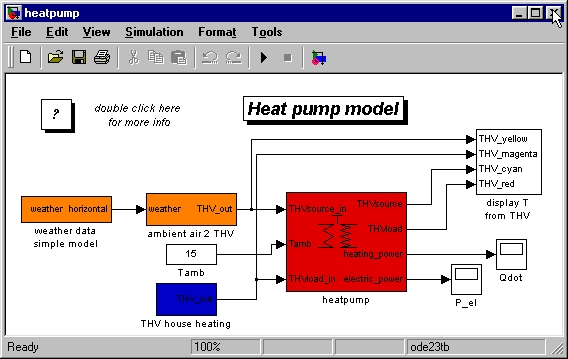 heatpump
File Edit View Simulation Format Tools
?
double click here
for more info
Heat pump model
THV_yellow
THV_magenta
THV_cyan
THV_red
display T
from THV
weather horizontal
weather data
simple model
weather THV_out
ambient air 2 THV
15
Tamb
THV_out
THV house heating
THVsource_in
Tamb
THVload_in
THVsource
THVload
heating_power
electric_power
heatpump
Qdot
P_el
Ready 100% ode23tb